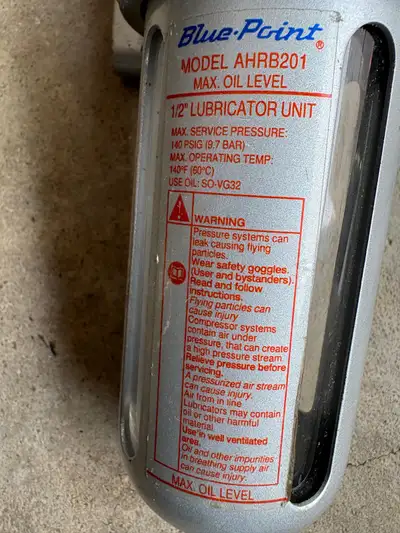 Blue-Point®
MODEL AHRB201
MAX. OIL LEVEL
1/2" LUBRICATOR UNIT
MAX. SERVICE PRESSURE:
140 PSIG (9.7 BAR)
MAX. OPERATING TEMP:
140°F (60°C)
USE OIL: SO-VG32
WARNING
Pressure systems can
leak causing flying
particles.
Wear safety goggles.
(User and bystanders).
Read and follow
instructions.
Flying particles can
cause injury
Compressor systems
contain air under
pressure, that can create
a high pressure stream.
Relieve pressure before
servicing.
A pressurized air stream
can cause injury.
Air from in line
Lubricators may contain
oil or other harmful
material.
Use in well ventilated
area.
Oil and other impurities
in breathing supply air
can cause injury.
MAX. OIL LEVEL